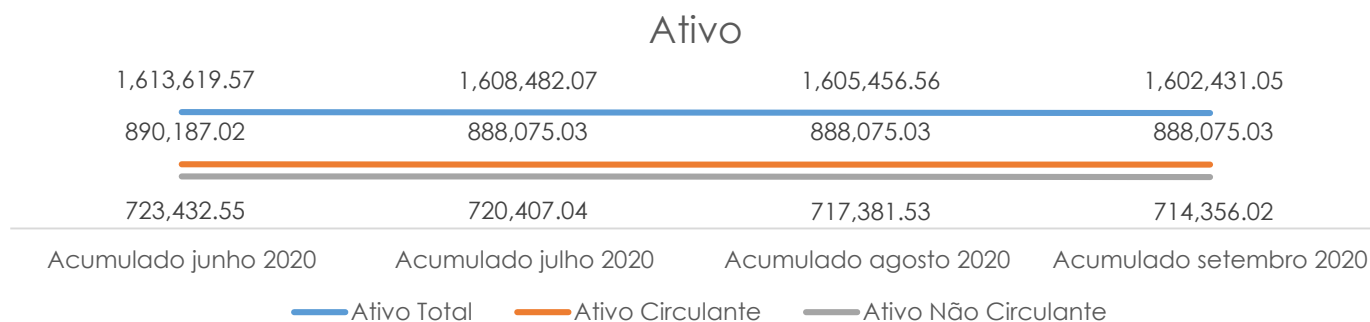 Ativo
1,613,619.57 1,608,482.07 1,605,456.56 1,602,431.05
890,187.02 888,075.03 888,075.03 888,075.03
723,432.55 720,407.04 717,381.53 714,356.02
Acumulado junho 2020 Acumulado julho 2020 Acumulado agosto 2020 Acumulado setembro 2020
Ativo Total Ativo Circulante Ativo Não Circulante